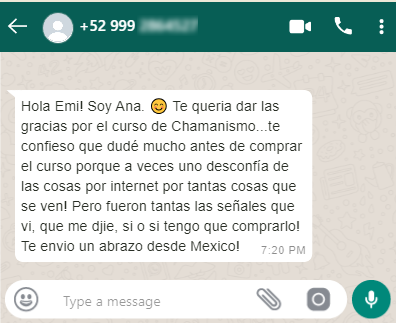 +52 999
Hola Emi! Soy Ana. 😊 Te queria dar las
gracias por el curso de Chamanismo...te
confieso que dudé mucho antes de comprar
el curso porque a veces uno desconfía de
las cosas por internet por tantas cosas que
se ven! Pero fueron tantas las señales que
vi, que me djie, si o si tengo que comprarlo!
Te envio un abrazo desde Mexico!
7:20 PM
Type a message